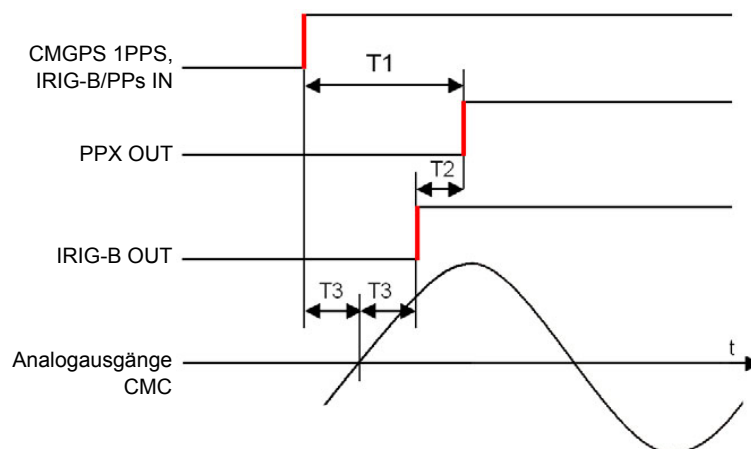 CMGPS 1PPS,
IRIG-B/PPs IN
T1
PPX OUT
T2
IRIG-B OUT
T3 T3
Analogausgänge
CMC
t